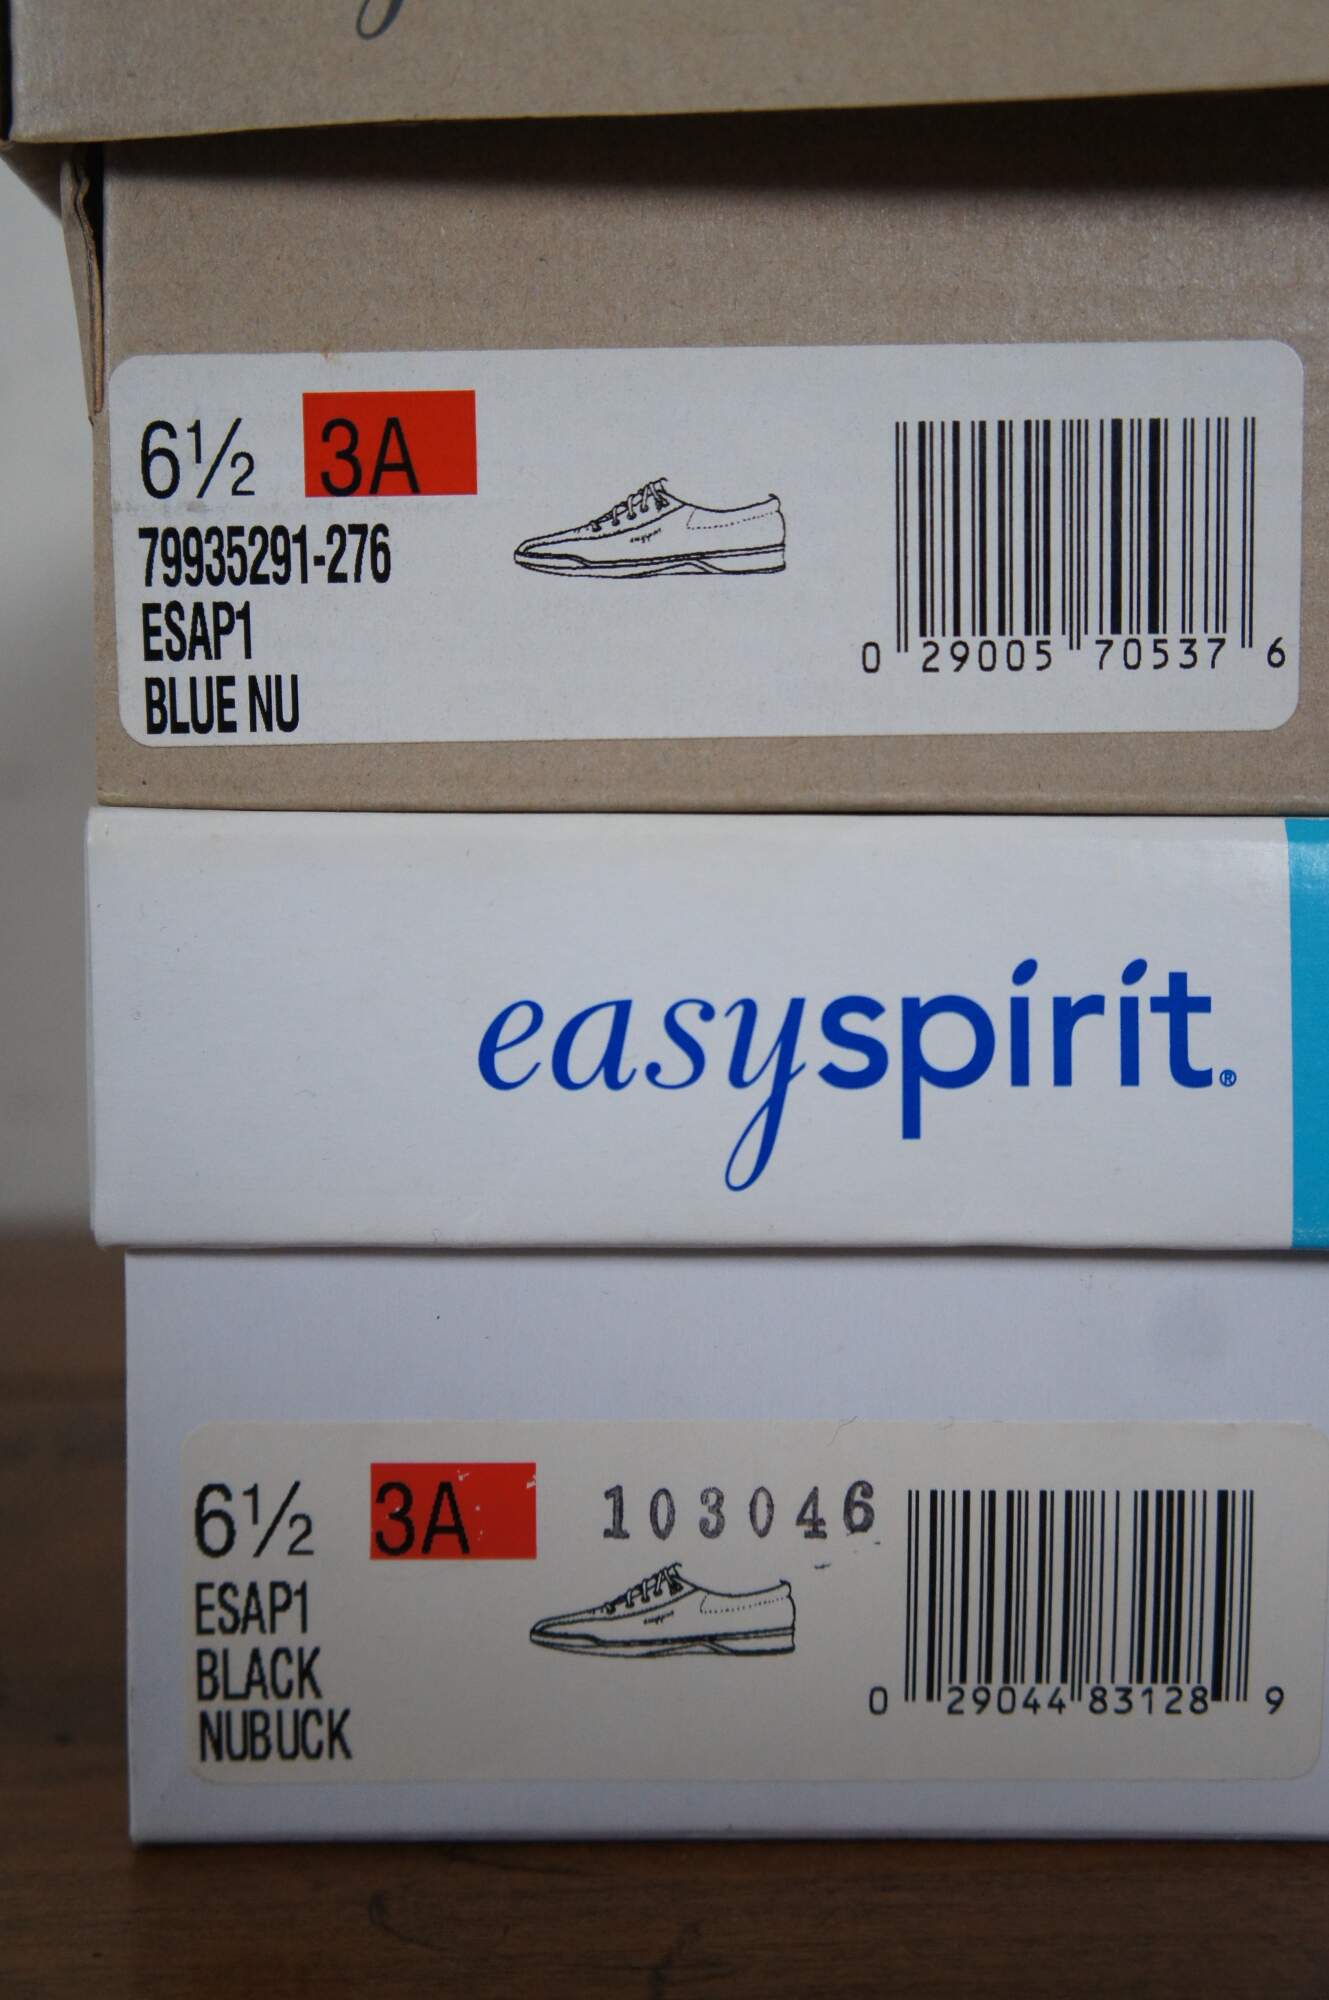 6½ 3A
79935291-276
ESAP1
BLUE NU
0 29005 70537 6
easyspirit®
6½ 3A 103046
ESAP1
BLACK
NUBUCK
0 29044 83128 9